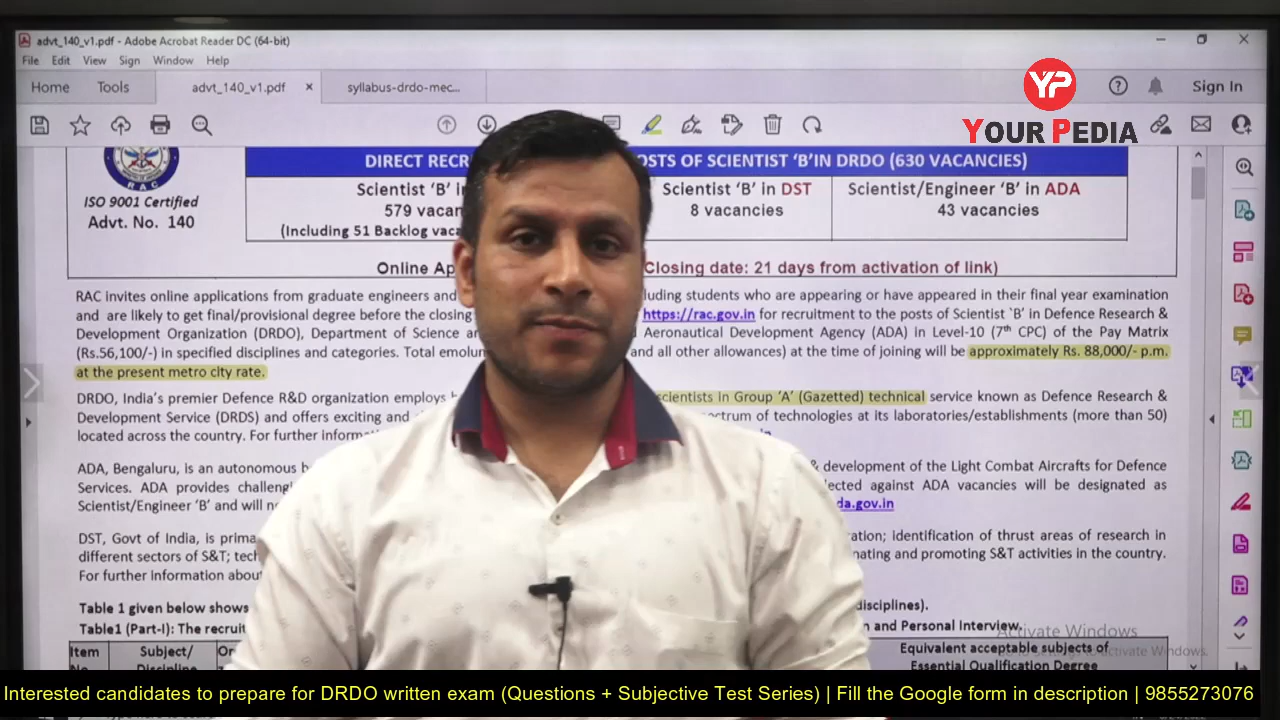 advt_140_v1.pdf - Adobe Acrobat Reader DC (64-bit)
File Edit View Sign Window Help
Home Tools advt_140_v1.pdf × syllabus-drdo-mec... Sign In
YP
YOUR PEDIA
RAC
ISO 9001 Certified
Advt. No. 140
DIRECT RECR OSTS OF SCIENTIST ‘B’IN DRDO (630 VACANCIES)
Scientist ‘B’ i Scientist ‘B’ in DST Scientist/Engineer ‘B’ in ADA
579 vacan 8 vacancies 43 vacancies
(Including 51 Backlog vaca
Online Ap Closing date: 21 days from activation of link)
RAC invites online applications from graduate engineers and luding students who are appearing or have appeared in their final year examination
and are likely to get final/provisional degree before the closing https://rac.gov.in for recruitment to the posts of Scientist `B’ in Defence Research &
Development Organization (DRDO), Department of Science an d Aeronautical Development Agency (ADA) in Level-10 (7th CPC) of the Pay Matrix
(Rs.56,100/-) in specified disciplines and categories. Total emolun and all other allowances) at the time of joining will be approximately Rs. 88,000/- p.m.
at the present metro city rate.
DRDO, India’s premier Defence R&D organization employs scientists in Group ‘A’ (Gazetted) technical service known as Defence Research &
Development Service (DRDS) and offers exciting and ectrum of technologies at its laboratories/establishments (more than 50)
located across the country. For further inform
ADA, Bengaluru, is an autonomous b & development of the Light Combat Aircrafts for Defence
Services. ADA provides challeng lected against ADA vacancies will be designated as
Scientist/Engineer ‘B’ and will n da.gov.in
DST, Govt of India, is prima ration; identification of thrust areas of research in
different sectors of S&T; tech nating and promoting S&T activities in the country.
For further information about
Table 1 given below shows disciplines).
Table1 (Part-I): The recruit n and Personal Interview.
Activate Windows
Item Subject/ Or Equivalent acceptable subjects of
No. Discipline Essential Qualification Degree
Interested candidates to prepare for DRDO written exam (Questions + Subjective Test Series) | Fill the Google form in description | 9855273076